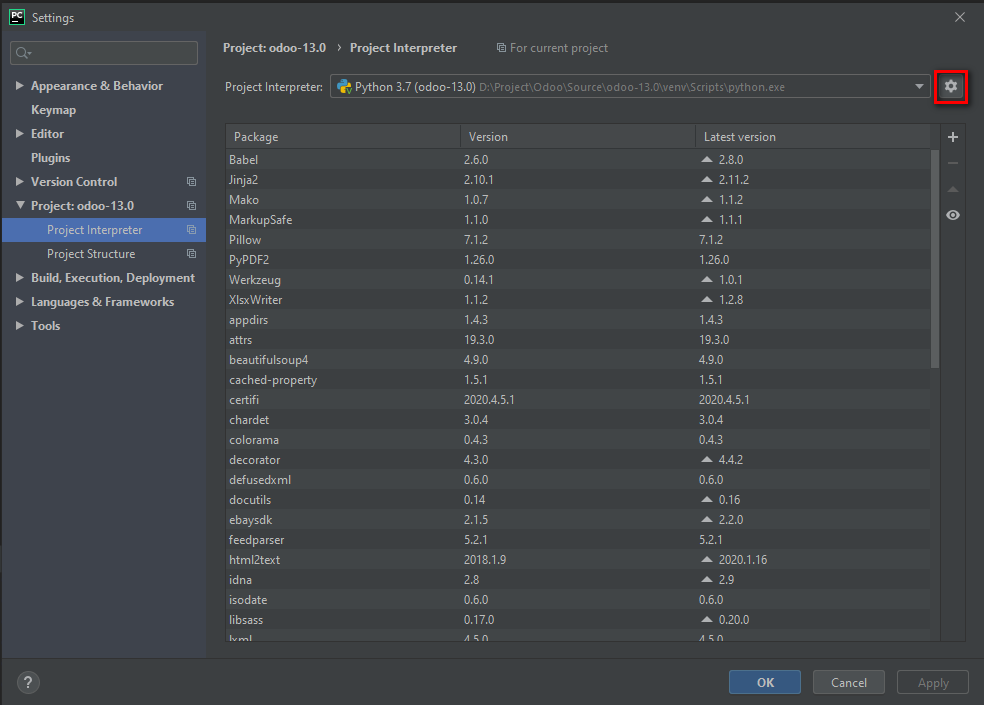 PC Settings
Project: odoo-13.0 › Project Interpreter For current project
Project Interpreter: Python 3.7 (odoo-13.0) D:\Project\Odoo\Source\odoo-13.0\venv\Scripts\python.exe
Appearance & Behavior
Keymap
Editor
Plugins
Version Control
Project: odoo-13.0
Project Interpreter
Project Structure
Build, Execution, Deployment
Languages & Frameworks
Tools
Package Version Latest version
Babel 2.6.0 2.8.0
Jinja2 2.10.1 2.11.2
Mako 1.0.7 1.1.2
MarkupSafe 1.1.0 1.1.1
Pillow 7.1.2 7.1.2
PyPDF2 1.26.0 1.26.0
Werkzeug 0.14.1 1.0.1
XlsxWriter 1.1.2 1.2.8
appdirs 1.4.3 1.4.3
attrs 19.3.0 19.3.0
beautifulsoup4 4.9.0 4.9.0
cached-property 1.5.1 1.5.1
certifi 2020.4.5.1 2020.4.5.1
chardet 3.0.4 3.0.4
colorama 0.4.3 0.4.3
decorator 4.3.0 4.4.2
defusedxml 0.6.0 0.6.0
docutils 0.14 0.16
ebaysdk 2.1.5 2.2.0
feedparser 5.2.1 5.2.1
html2text 2018.1.9 2020.1.16
idna 2.8 2.9
isodate 0.6.0 0.6.0
libsass 0.17.0 0.20.0
lxml 4.5.0 4.5.0
? OK Cancel Apply